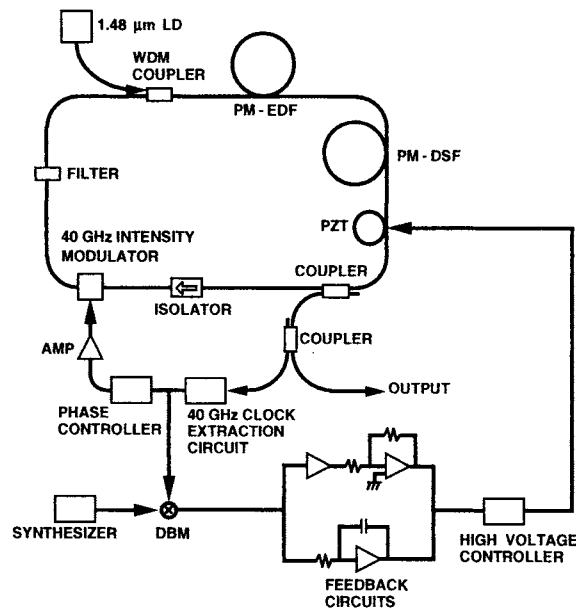 1.48 µm LD
WDM
COUPLER
PM - EDF
PM - DSF
FILTER
PZT
40 GHz INTENSITY
MODULATOR
COUPLER
ISOLATOR
COUPLER
AMP
OUTPUT
PHASE
CONTROLLER
40 GHz CLOCK
EXTRACTION
CIRCUIT
SYNTHESIZER
DBM
HIGH VOLTAGE
CONTROLLER
FEEDBACK
CIRCUITS